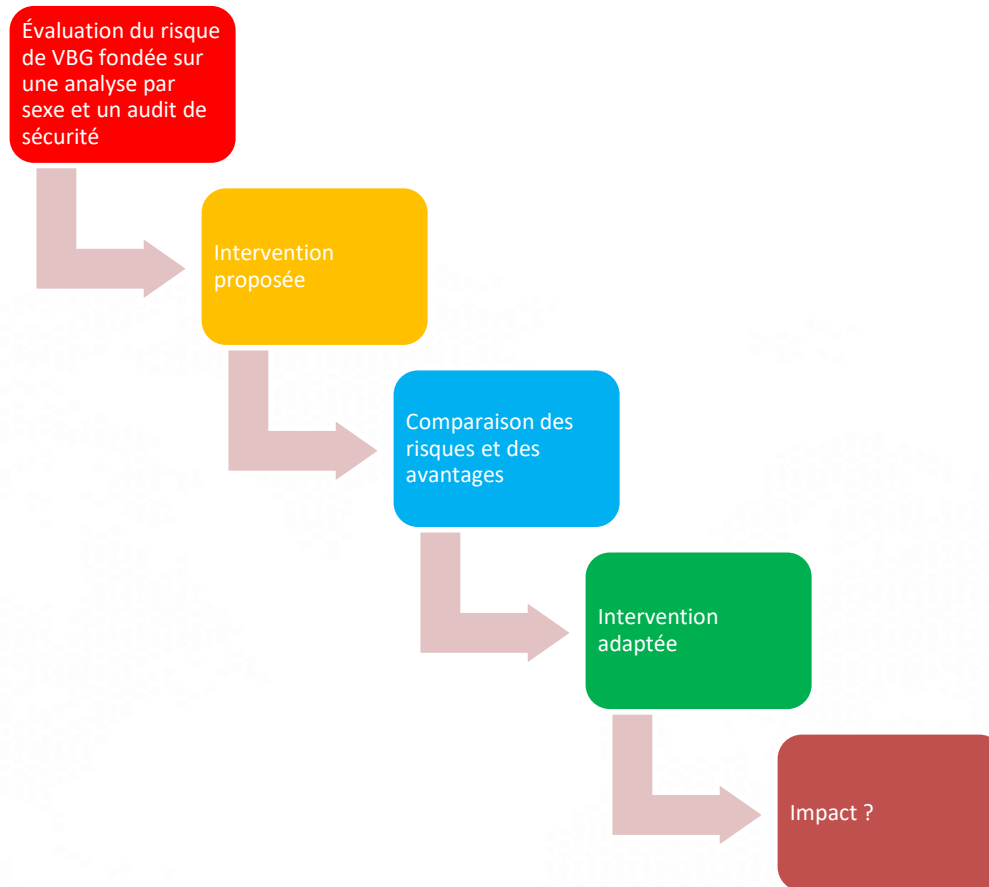 Évaluation du risque
de VBG fondée sur
une analyse par
sexe et un audit de
sécurité
Intervention
proposée
Comparaison des
risques et des
avantages
Intervention
adaptée
Impact ?